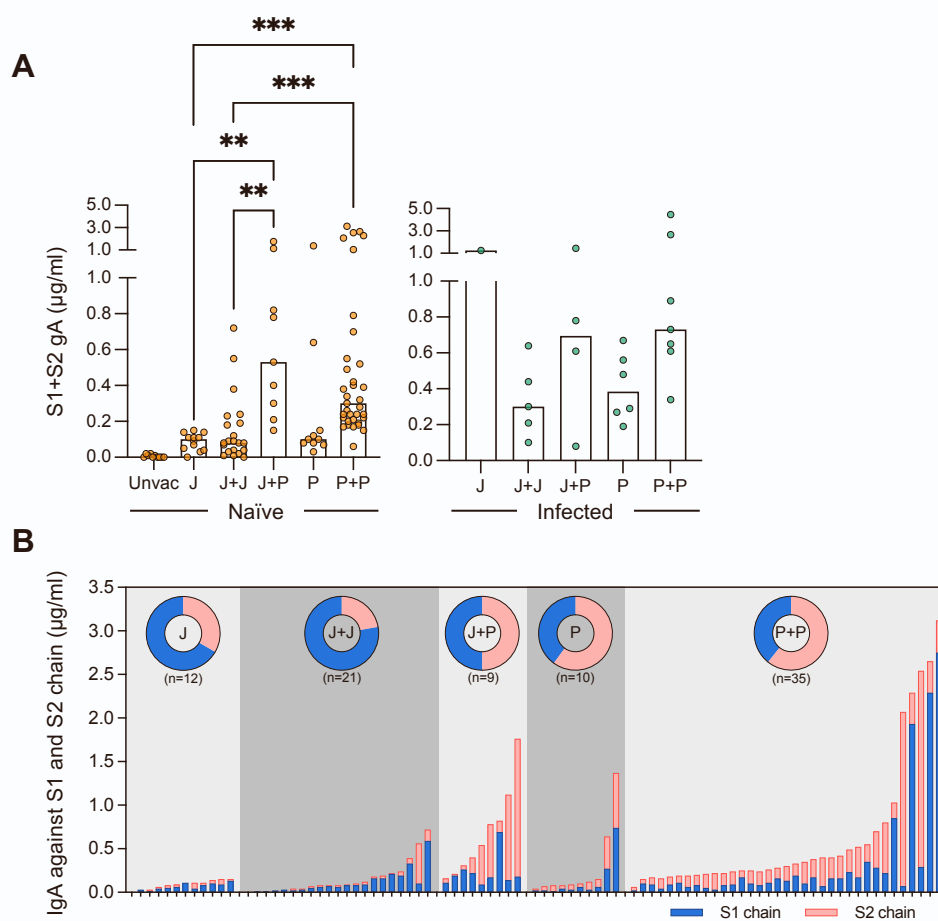 A
***
***
**
**
S1+S2 gA (µg/ml)
5.0
3.0
1.0
1.0
0.8
0.6
0.4
0.2
0.0
Unvac J J+J J+P P P+P
Naïve
5.0
3.0
1.0
1.0
0.8
0.6
0.4
0.2
0.0
J J+J J+P P P+P
Infected
B
IgA against S1 and S2 chain (µg/ml)
3.5
3.0
2.5
2.0
1.5
1.0
0.5
0.0
J
(n=12)
J+J
(n=21)
J+P
(n=9)
P
(n=10)
P+P
(n=35)
S1 chain S2 chain